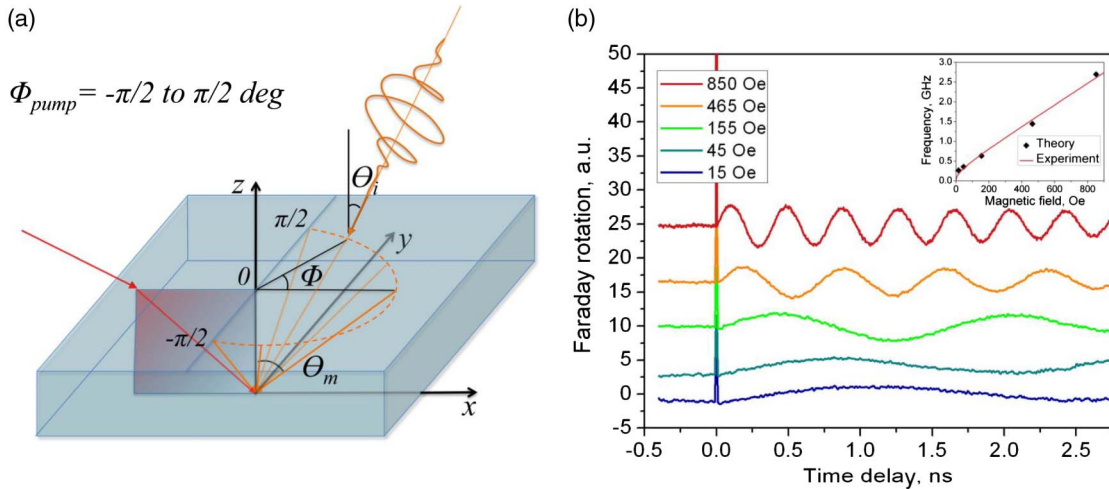 (a)
Φpump = -π/2 to π/2 deg
Θi
z
π/2
y
0
Φ
-π/2
Θm
x
(b)
50
45
40
35
30
25
20
15
10
5
0
-5
Faraday rotation, a.u.
850 Oe
465 Oe
155 Oe
45 Oe
15 Oe
3.0
2.5
2.0
1.5
1.0
0.5
0.0
Frequency, GHz
Theory
Experiment
0 200 400 600 800
Magnetic field, Oe
-0.5 0.0 0.5 1.0 1.5 2.0 2.5
Time delay, ns